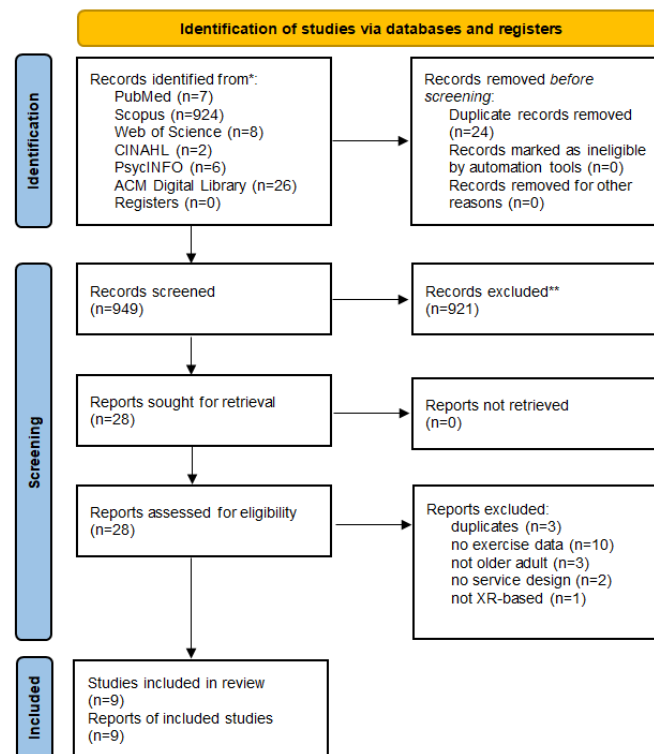 Identification of studies via databases and registers
Identification
Records identified from*:
PubMed (n=7)
Scopus (n=924)
Web of Science (n=8)
CINAHL (n=2)
PsycINFO (n=6)
ACM Digital Library (n=26)
Registers (n=0)
Records removed before
screening:
Duplicate records removed
(n=24)
Records marked as ineligible
by automation tools (n=0)
Records removed for other
reasons (n=0)
Screening
Records screened
(n=949)
Records excluded**
(n=921)
Reports sought for retrieval
(n=28)
Reports not retrieved
(n=0)
Reports assessed for eligibility
(n=28)
Reports excluded:
duplicates (n=3)
no exercise data (n=10)
not older adult (n=3)
no service design (n=2)
not XR-based (n=1)
Included
Studies included in review
(n=9)
Reports of included studies
(n=9)